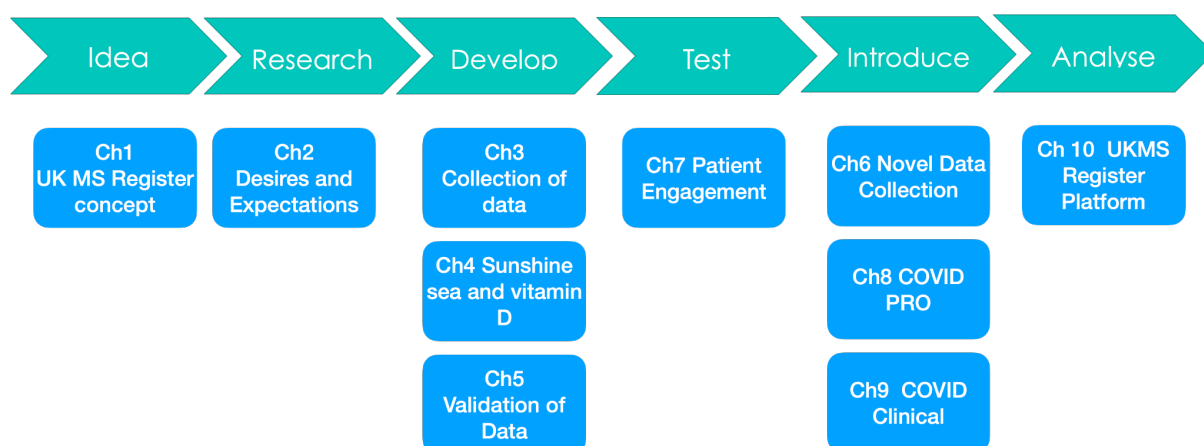 Idea
Research
Develop
Test
Introduce
Analyse
Ch1
UK MS Register
concept
Ch2
Desires and
Expectations
Ch3
Collection of
data
Ch4 Sunshine
sea and vitamin
D
Ch5
Validation of
Data
Ch7 Patient
Engagement
Ch6 Novel Data
Collection
Ch8 COVID
PRO
Ch9 COVID
Clinical
Ch 10 UKMS
Register
Platform